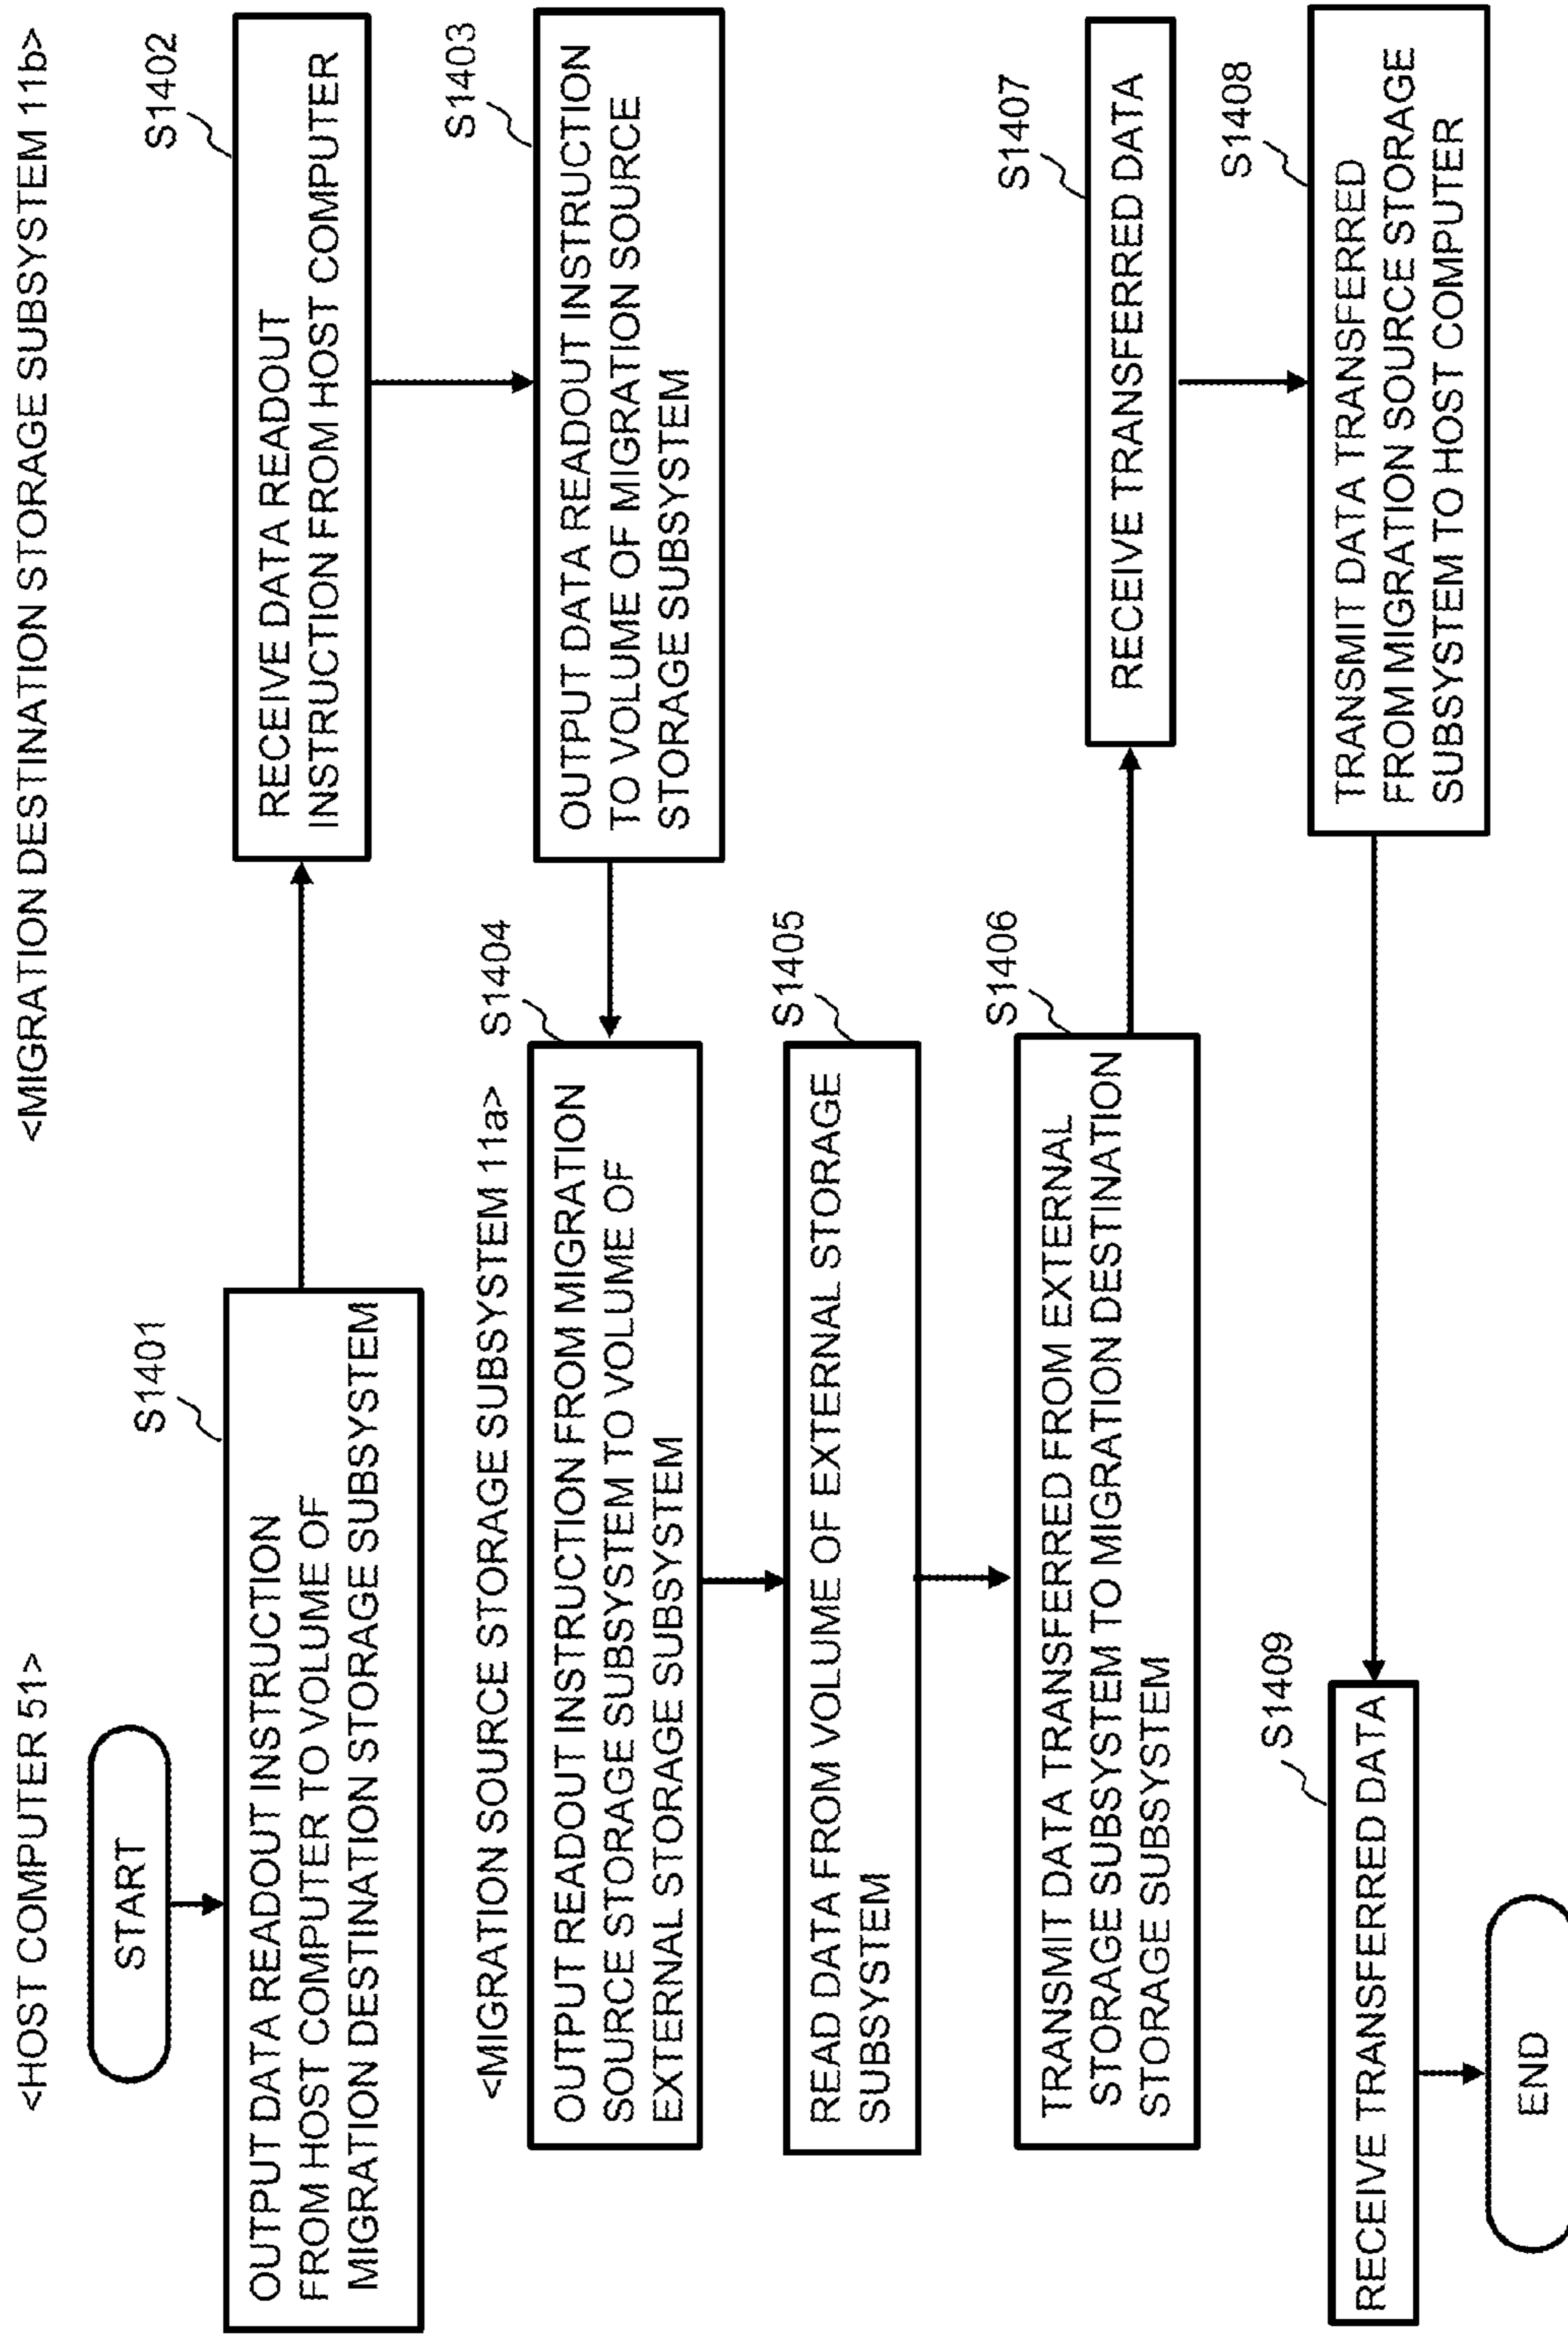 <HOST COMPUTER 51>
<MIGRATION DESTINATION STORAGE SUBSYSTEM 11b>
START
S1401
OUTPUT DATA READOUT INSTRUCTION
FROM HOST COMPUTER TO VOLUME OF
MIGRATION DESTINATION STORAGE SUBSYSTEM
S1402
RECEIVE DATA READOUT
INSTRUCTION FROM HOST COMPUTER
S1403
OUTPUT DATA READOUT INSTRUCTION
TO VOLUME OF MIGRATION SOURCE
STORAGE SUBSYSTEM
<MIGRATION SOURCE STORAGE SUBSYSTEM 11a>
S1404
OUTPUT READOUT INSTRUCTION FROM MIGRATION
SOURCE STORAGE SUBSYSTEM TO VOLUME OF
EXTERNAL STORAGE SUBSYSTEM
S1405
READ DATA FROM VOLUME OF EXTERNAL STORAGE
SUBSYSTEM
S1406
TRANSMIT DATA TRANSFERRED FROM EXTERNAL
STORAGE SUBSYSTEM TO MIGRATION DESTINATION
STORAGE SUBSYSTEM
S1407
RECEIVE TRANSFERRED DATA
S1408
TRANSMIT DATA TRANSFERRED
FROM MIGRATION SOURCE STORAGE
SUBSYSTEM TO HOST COMPUTER
S1409
RECEIVE TRANSFERRED DATA
END